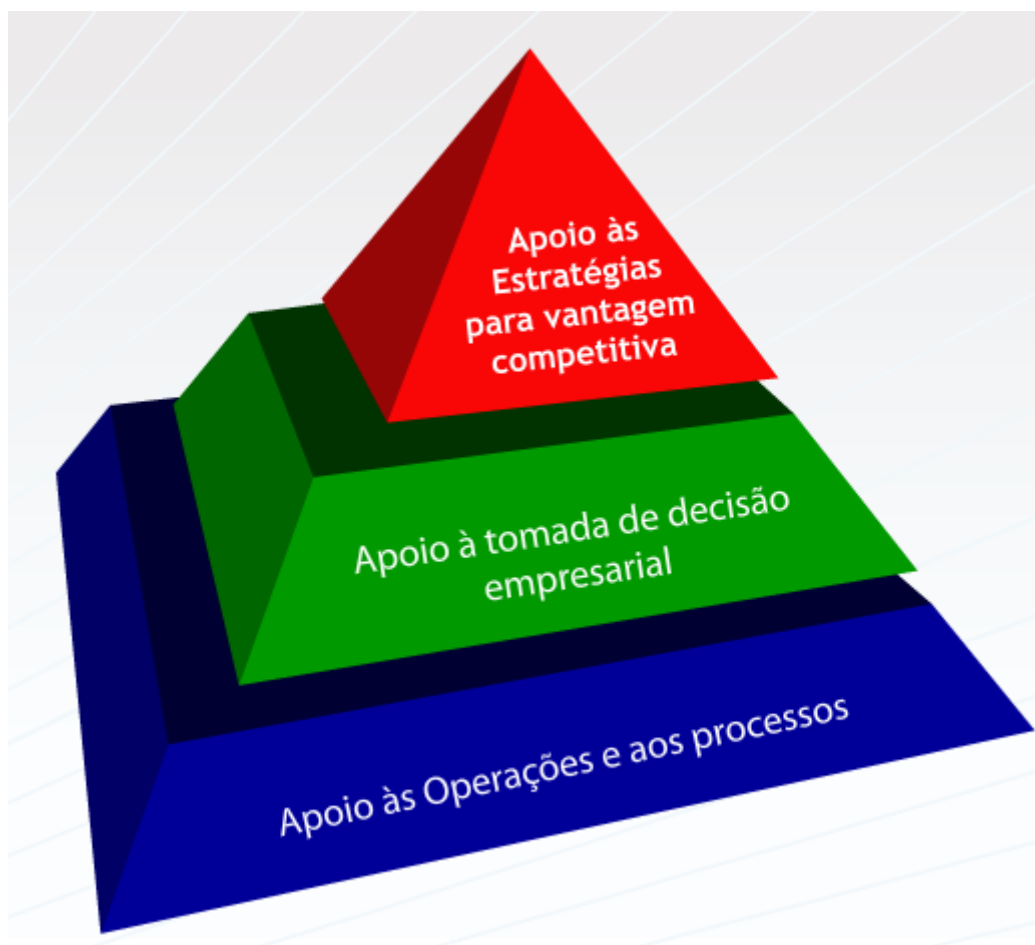 Apoio às
Estratégias
para vantagem
competitiva
Apoio à tomada de decisão
empresarial
Apoio às Operações e aos processos